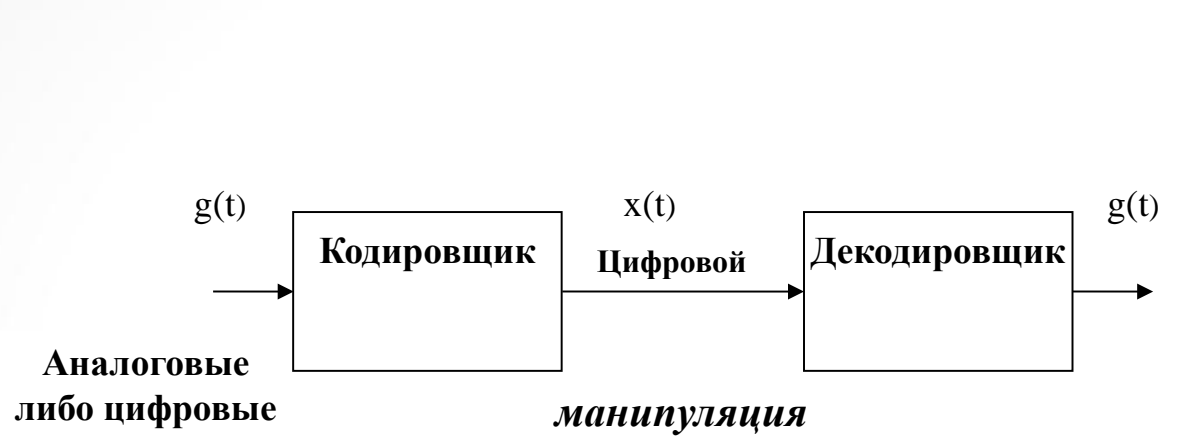 g(t)
x(t)
g(t)
Кодировщик
Цифровой
Декодировщик
Аналоговые
либо цифровые
манипуляция